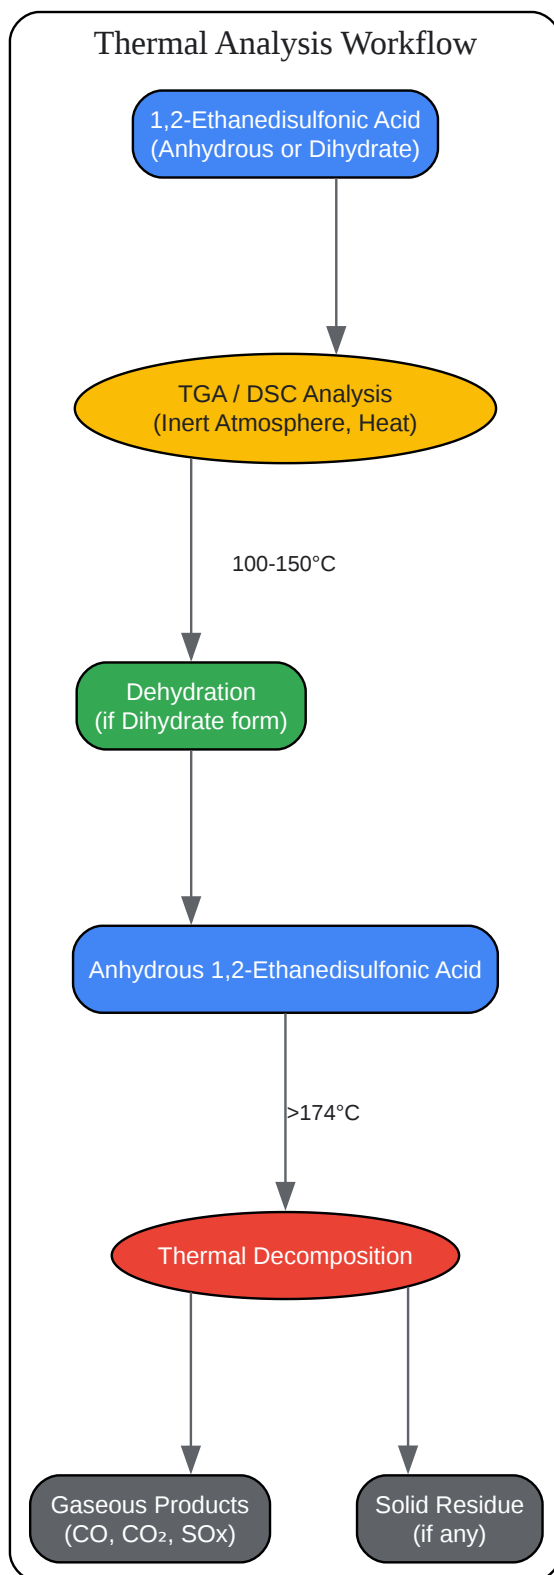 Thermal Analysis Workflow
1,2-Ethanedisulfonic Acid
(Anhydrous or Dihydrate)
TGA / DSC Analysis
(Inert Atmosphere, Heat)
100-150°C
Dehydration
(if Dihydrate form)
Anhydrous 1,2-Ethanedisulfonic Acid
>174°C
Thermal Decomposition
Gaseous Products
(CO, CO₂, SOx)
Solid Residue
(if any)